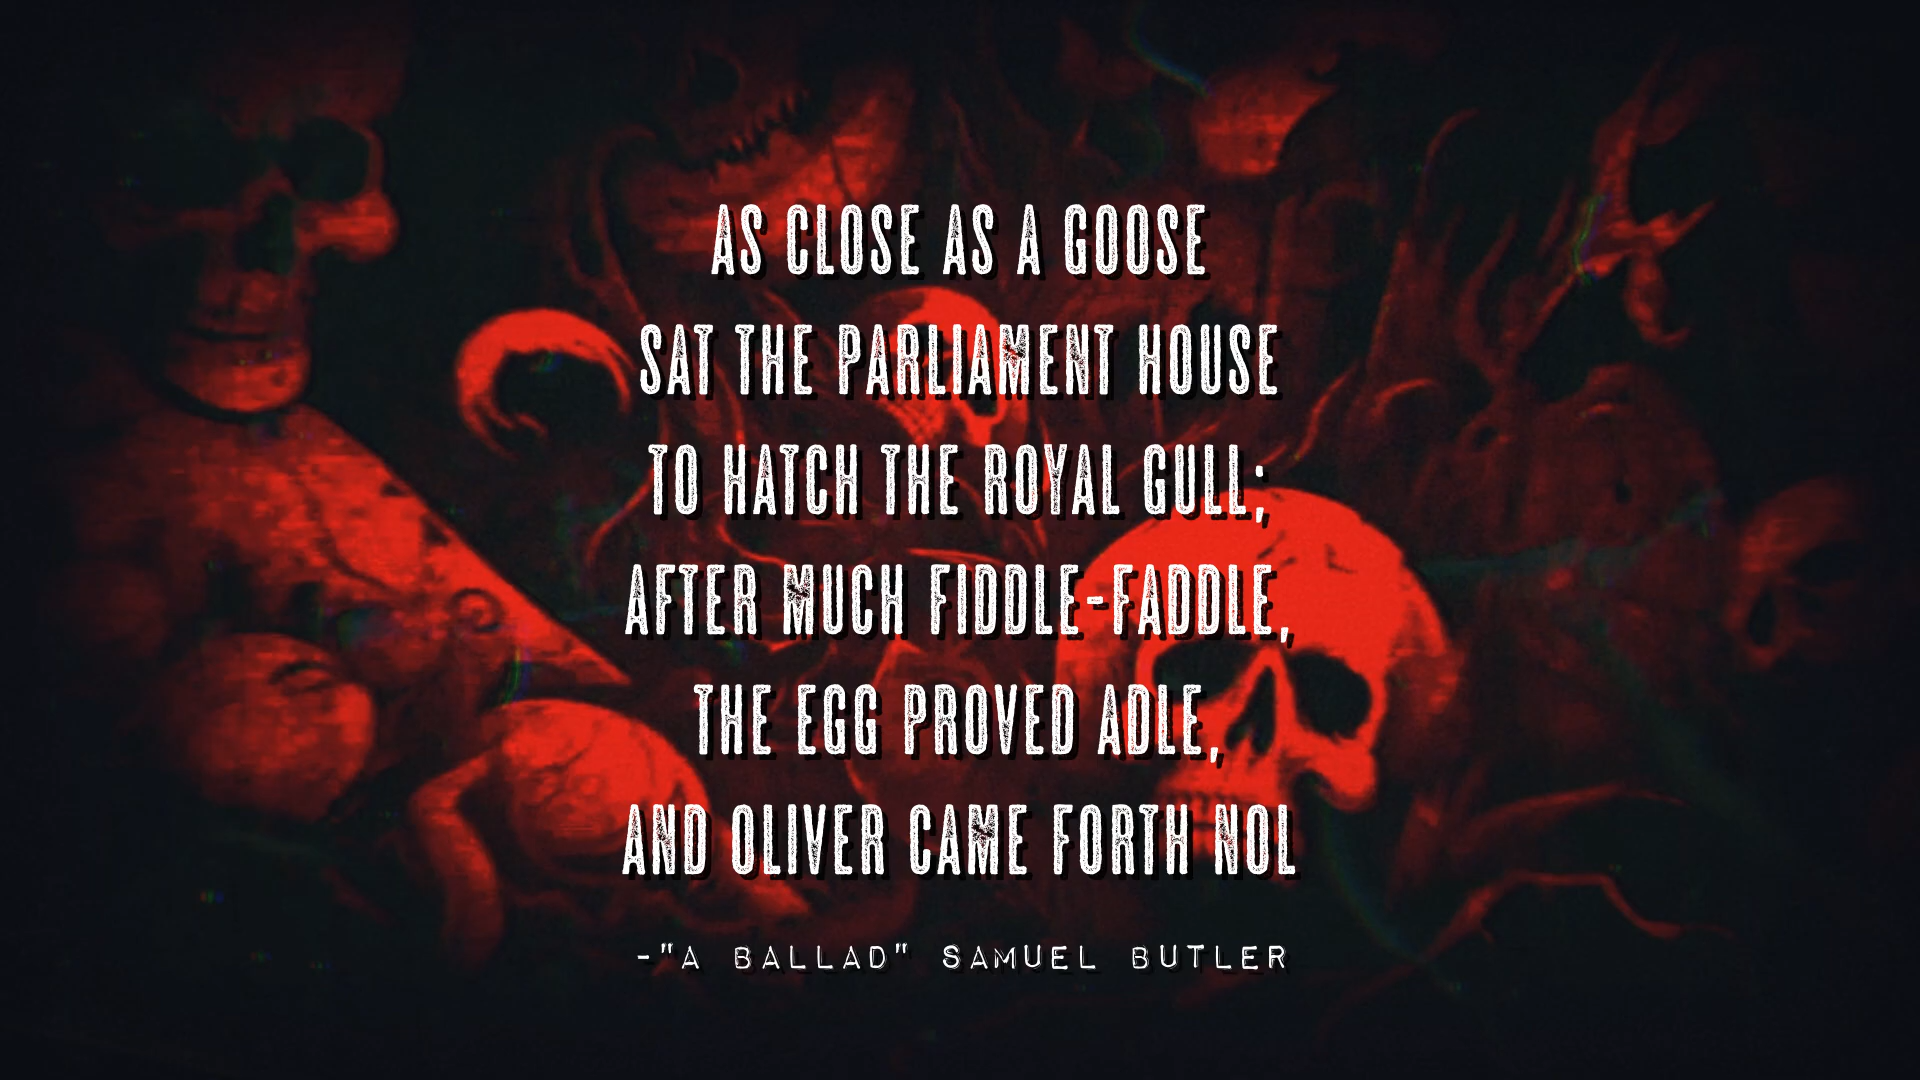 AS CLOSE AS A GOOSE
SAT THE PARLIAMENT HOUSE
TO HATCH THE ROYAL GULL;
AFTER MUCH FIDDLE-FADDLE,
THE EGG PROVED ADLE,
AND OLIVER CAME FORTH NOL
-"A BALLAD" SAMUEL BUTLER